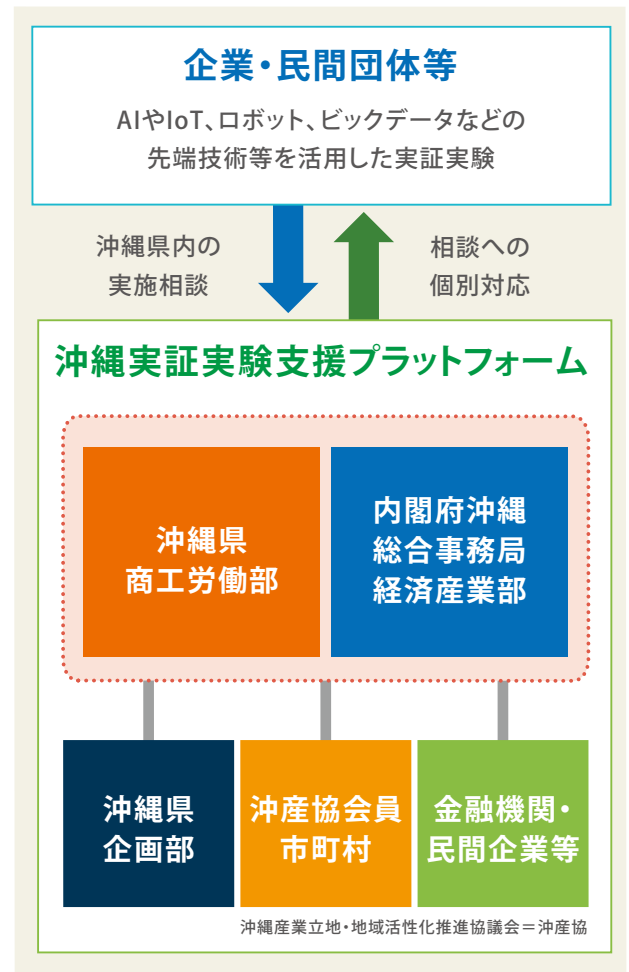 企業・民間団体等
AIやIoT、ロボット、ビックデータなどの
先端技術等を活用した実証実験
沖縄県内の
実施相談
相談への
個別対応
沖縄実証実験支援プラットフォーム
沖縄県
商工労働部
内閣府沖縄
総合事務局
経済産業部
沖縄県
企画部
沖産協会員
市町村
金融機関・
民間企業等
沖縄産業立地・地域活性化推進協議会＝沖産協